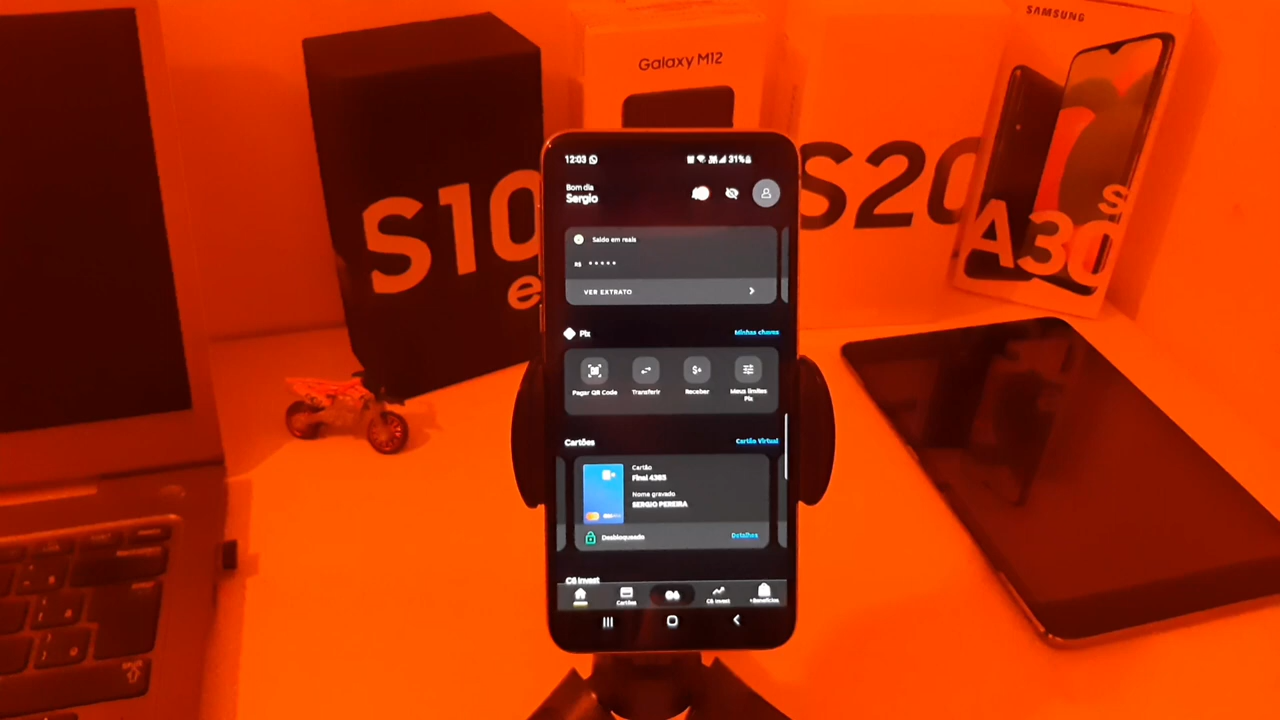 SAMSUNG
Galaxy M12
S10
e
S20
A30
s
12:03
31%
Bom dia
Sergio
Saldo em reais
R$ •••••
VER EXTRATO
Pix
Minhas chaves
Pagar QR Code
Transferir
Receber
Meus limites
Pix
Cartões
Cartão Virtual
Cartão
Final 4385
Nome gravado
SERGIO PEREIRA
Desbloqueado
Detalhes
C6 Invest
Cartões
C6 Invest
+Benefícios